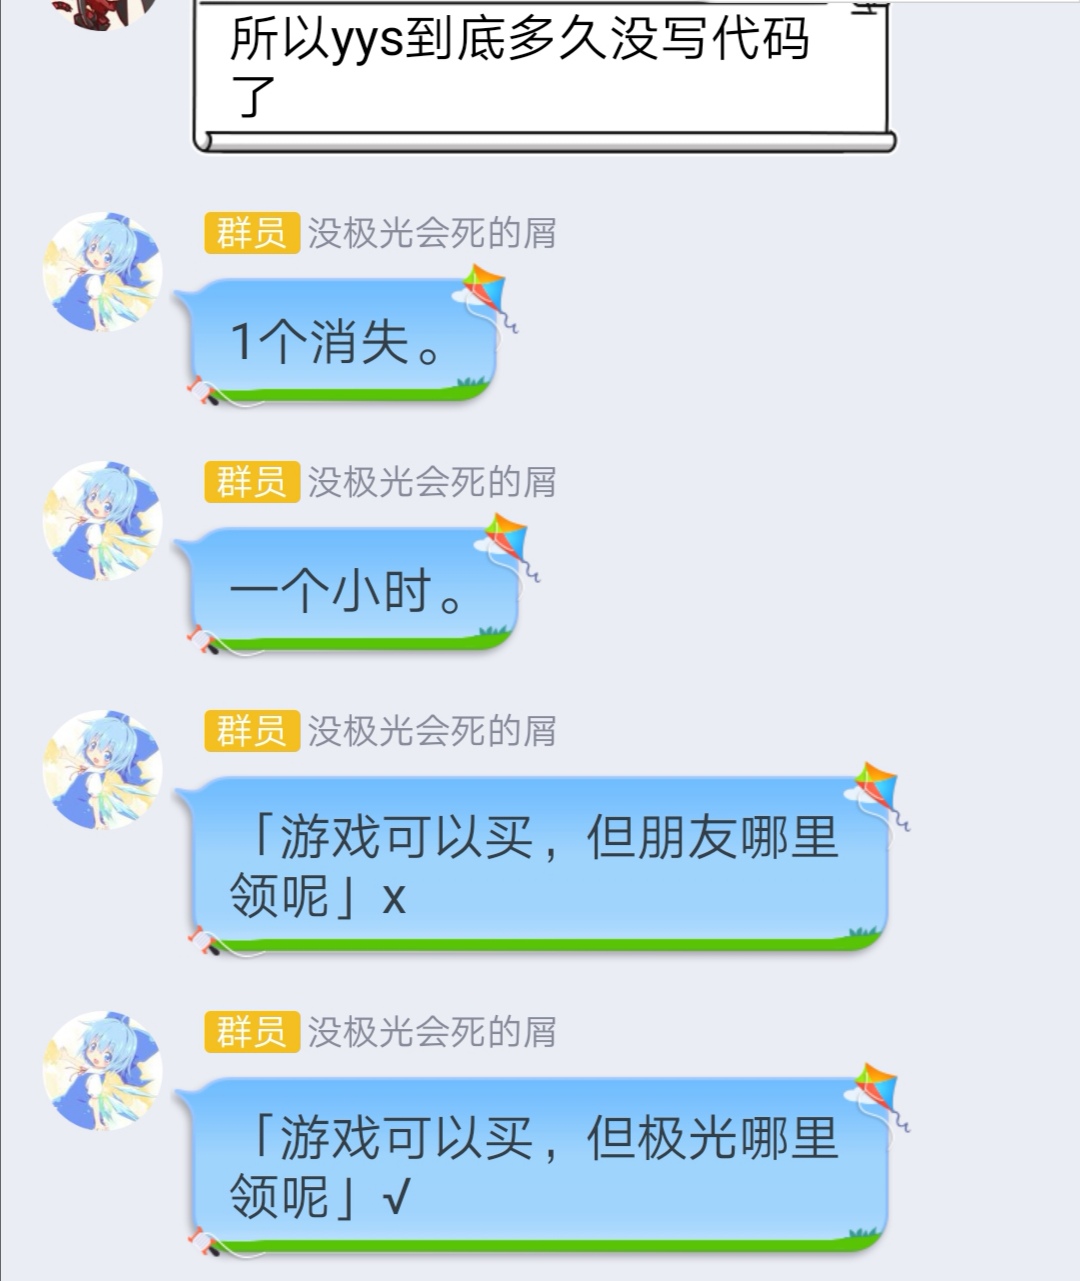 所以yys到底多久没写代码
了
群员 没极光会死的屑
1个消失。
群员 没极光会死的屑
一个小时。
群员 没极光会死的屑
「游戏可以买，但朋友哪里
领呢」x
群员 没极光会死的屑
「游戏可以买，但极光哪里
领呢」√